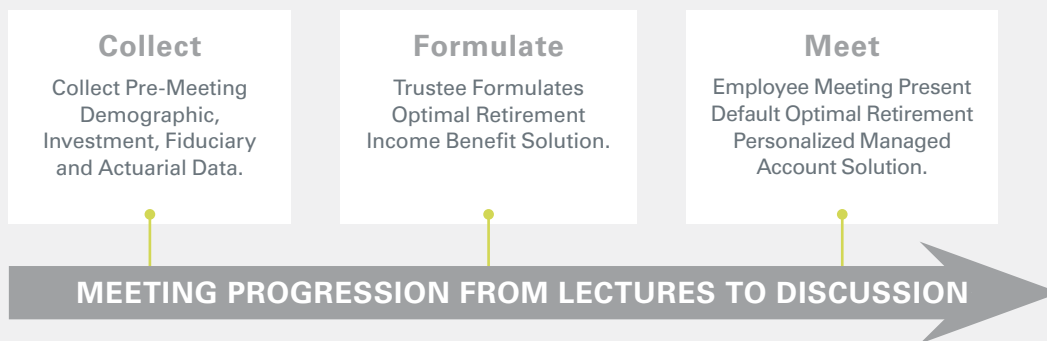 Collect
Collect Pre-Meeting
Demographic,
Investment, Fiduciary
and Actuarial Data.
Formulate
Trustee Formulates
Optimal Retirement
Income Benefit Solution.
Meet
Employee Meeting Present
Default Optimal Retirement
Personalized Managed
Account Solution.
MEETING PROGRESSION FROM LECTURES TO DISCUSSION